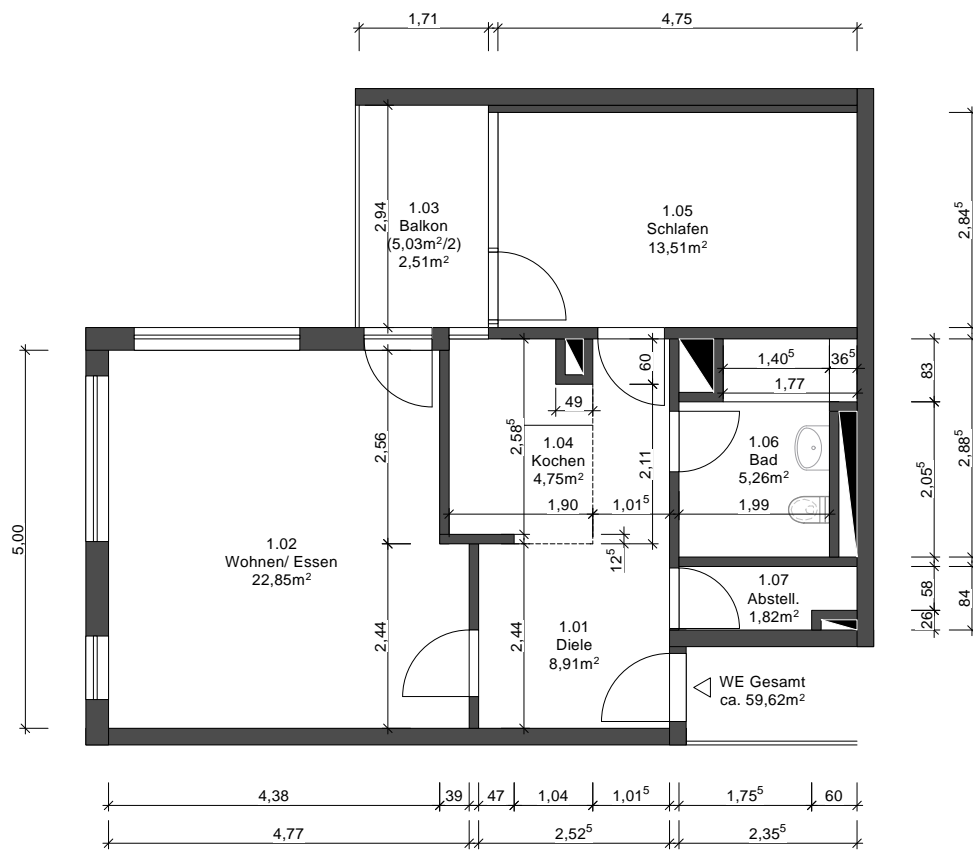 1,71
4,75
2,94
1.03
Balkon
(5,03m²/2)
2,51m²
1.05
Schlafen
13,51m²
2,84⁵
5,00
2,56
2,44
1.02
Wohnen/ Essen
22,85m²
2,58⁵
49
60
1.04
Kochen
4,75m²
2,11
1,90
1,01⁵
12⁵
2,44
1.01
Diele
8,91m²
1,40⁵
36⁵
1,77
1.06
Bad
5,26m²
1,99
1.07
Abstell.
1,82m²
83
2,05⁵
2,88⁵
58
26
84
WE Gesamt
ca. 59,62m²
4,38
39
47
1,04
1,01⁵
1,75⁵
60
4,77
2,52⁵
2,35⁵